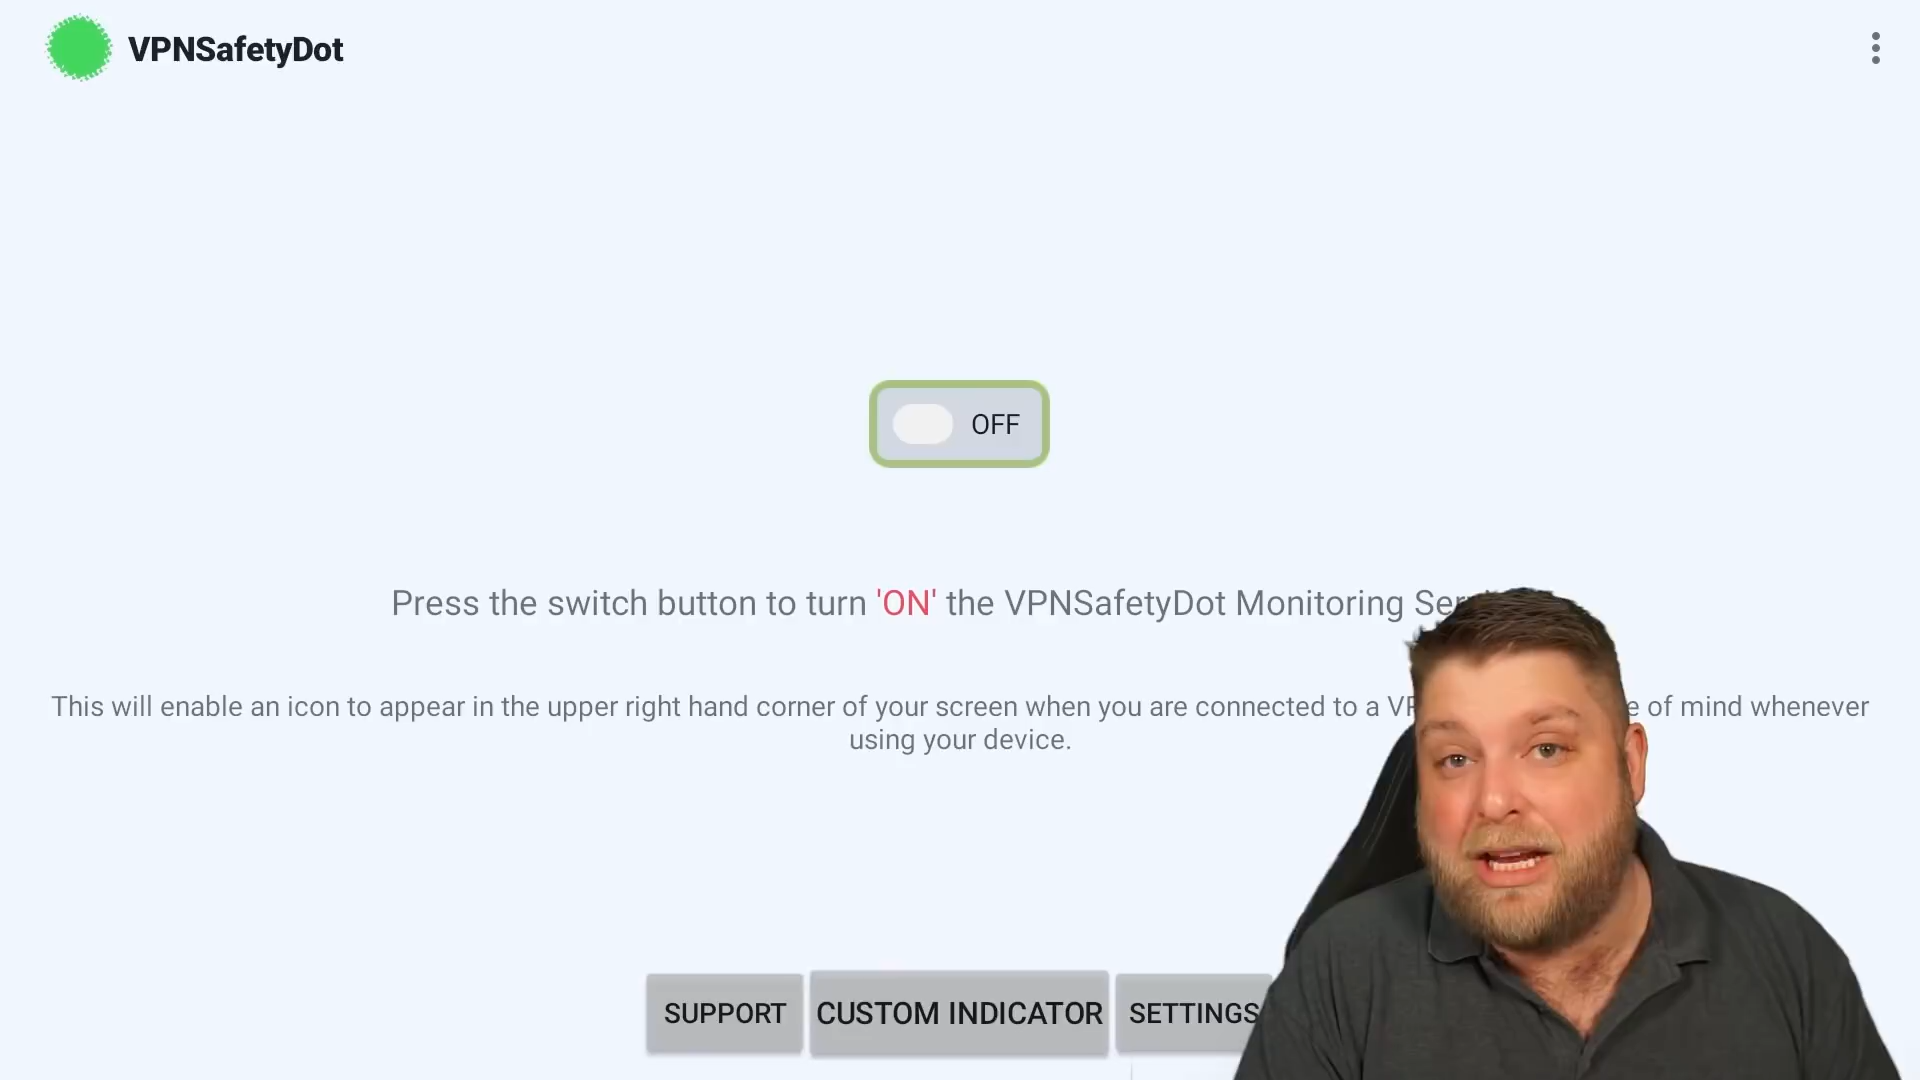 VPNSafetyDot
OFF
Press the switch button to turn 'ON' the VPNSafetyDot Monitoring
This will enable an icon to appear in the upper right hand corner of your screen when you are connected to a of mind whenever
using your device.
SUPPORT
CUSTOM INDICATOR
SETTINGS